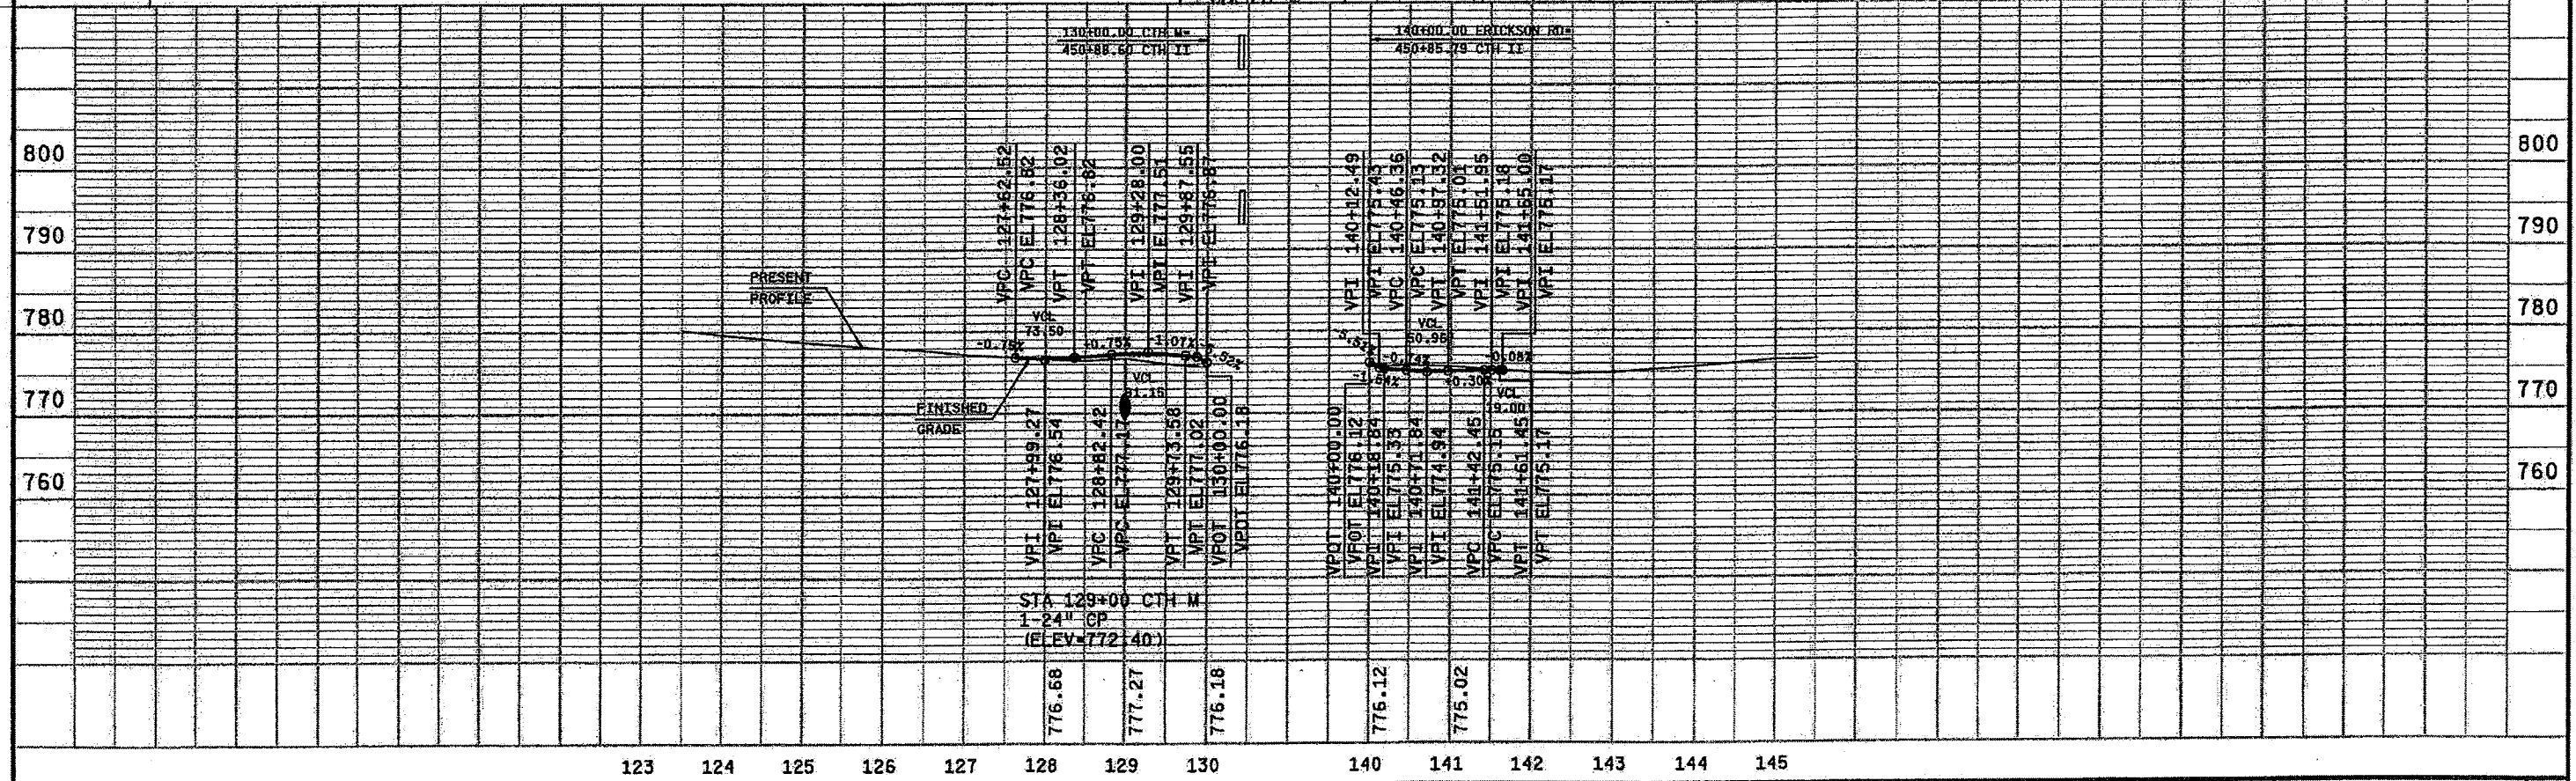 130+00.00 CTH M=
450+88.60 CTH II
140+00.00 ERICKSON RD=
450+85.79 CTH II
800
790
780
770
760
800
790
780
770
760
PRESENT
PROFILE
FINISHED
GRADE
VPC 127+62.52
VPC EL776.82
VPT 128+36.02
VPT EL776.82
VPI 129+28.00
VPI EL777.51
VPI 129+87.55
VPI EL776.87
VPI 140+12.49
VPI EL775.43
VPC 140+46.36
VPC EL775.13
VPT 140+97.32
VPT EL775.01
VPI 141+51.95
VPI EL775.18
VPI 141+65.00
VPI EL775.17
VCL
73.50
-0.75%
+0.75%
-1.07%
VCL
VCL
50.96
-0.74%
+0.30%
-0.08%
VCL
VPI 127+99.27
VPI EL776.54
VPC 128+82.42
VPC EL777.17
VPT 129+73.58
VPT EL777.02
VPOT 130+00.00
VPOT EL776.18
VPOT 140+00.00
VPOT EL776.12
VPI 140+18.84
VPI EL775.33
VPI 140+71.84
VPI EL774.94
VPC 141+42.45
VPC EL775.15
VPT 141+61.45
VPT EL775.17
STA 129+00 CTH M
1-24" CP
(ELEV=772.40)
776.68
777.27
776.18
776.12
775.02
123 124 125 126 127 128 129 130 140 141 142 143 144 145